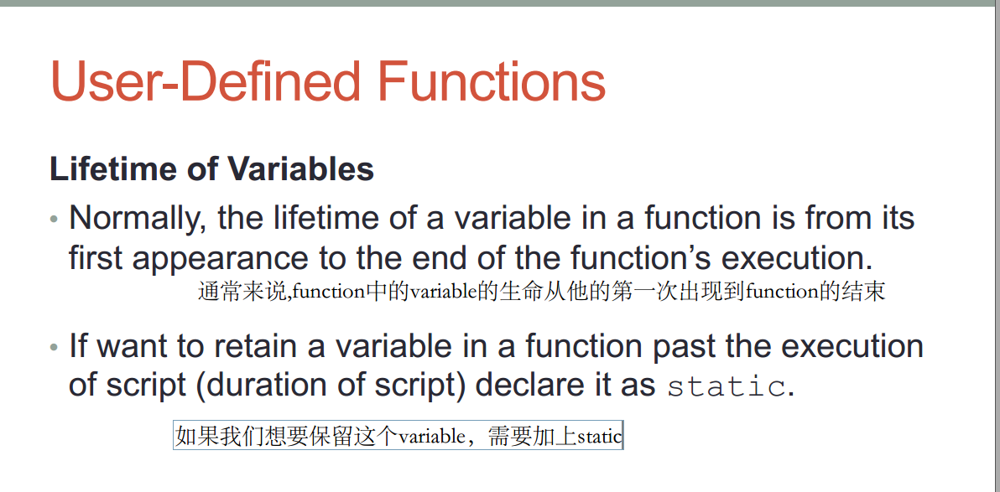 User-Defined Functions
Lifetime of Variables
• Normally, the lifetime of a variable in a function is from its
first appearance to the end of the function’s execution.
通常来说,function中的variable的生命从他的第一次出现到function的结束
• If want to retain a variable in a function past the execution
of script (duration of script) declare it as static.
如果我们想要保留这个variable，需要加上static